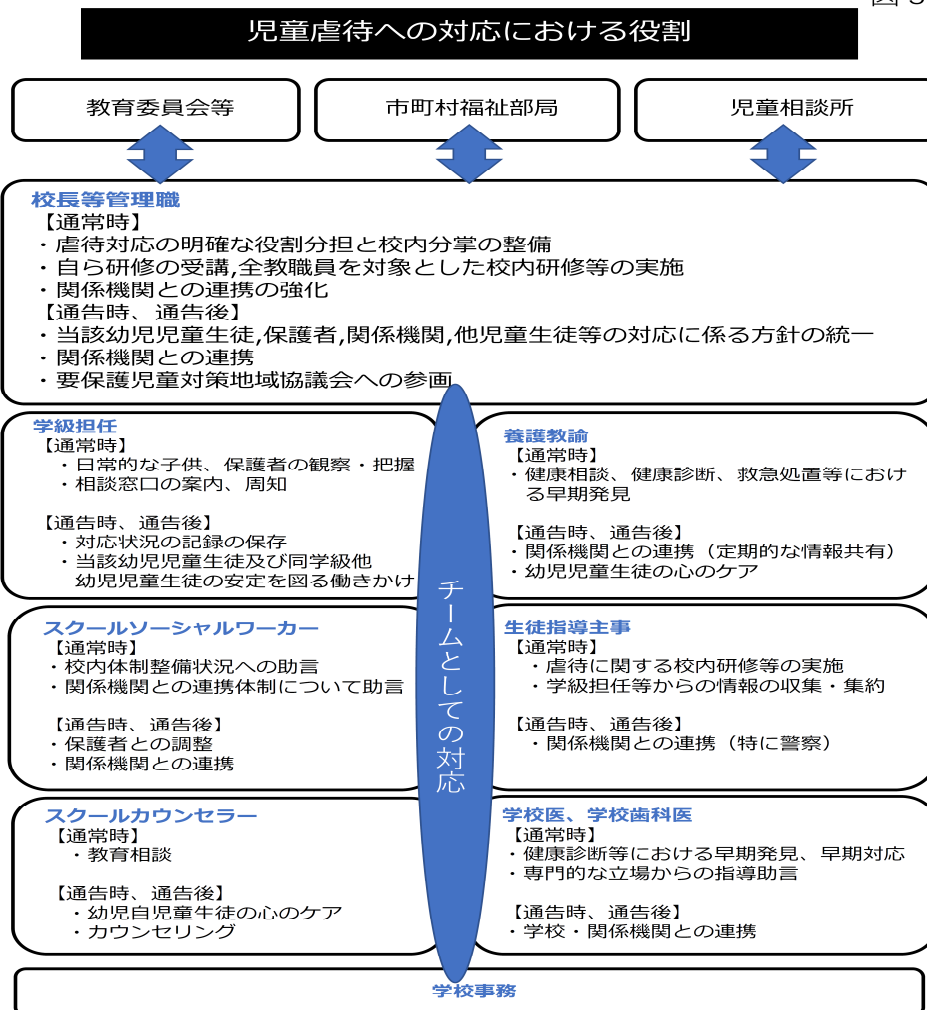 図
児童虐待への対応における役割
教育委員会等
市町村福祉部局
児童相談所
校長等管理職
【通常時】
・虐待対応の明確な役割分担と校内分掌の整備
・自ら研修の受講,全教職員を対象とした校内研修等の実施
・関係機関との連携の強化
【通告時、通告後】
・当該幼児児童生徒,保護者,関係機関,他児童生徒等の対応に係る方針の統一
・関係機関との連携
・要保護児童対策地域協議会への参画
学級担任
【通常時】
・日常的な子供、保護者の観察・把握
・相談窓口の案内、周知
【通告時、通告後】
・対応状況の記録の保存
・当該幼児児童生徒及び同学級他
幼児児童生徒の安定を図る働きかけ
養護教諭
【通常時】
・健康相談、健康診断、救急処置等におけ
る早期発見
【通告時、通告後】
・関係機関との連携（定期的な情報共有）
・幼児児童生徒の心のケア
チームとしての対応
スクールソーシャルワーカー
【通常時】
・校内体制整備状況への助言
・関係機関との連携体制について助言
【通告時、通告後】
・保護者との調整
・関係機関との連携
生徒指導主事
【通常時】
・虐待に関する校内研修等の実施
・学級担任等からの情報の収集・集約
【通告時、通告後】
・関係機関との連携（特に警察）
スクールカウンセラー
【通常時】
・教育相談
【通告時、通告後】
・幼児自児童生徒の心のケア
・カウンセリング
学校医、学校歯科医
【通常時】
・健康診断等における早期発見、早期対応
・専門的な立場からの指導助言
【通告時、通告後】
・学校・関係機関との連携
学校事務